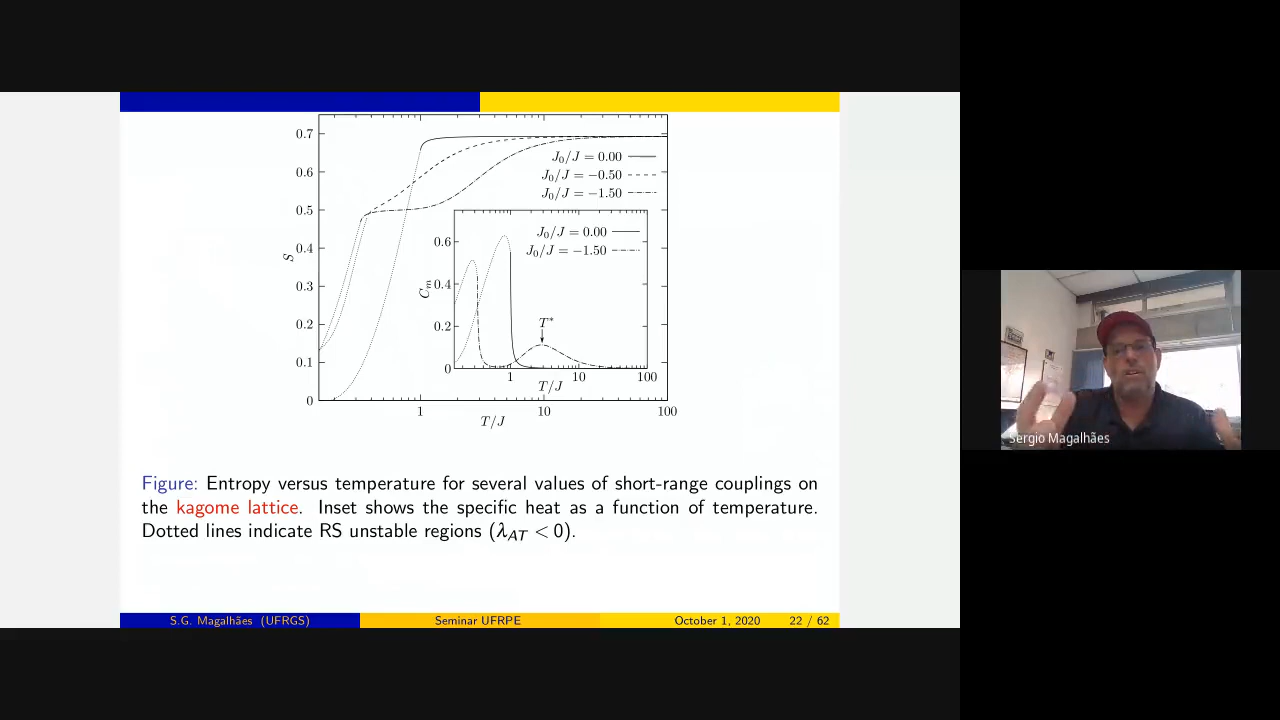 0.7
0.6
0.5
0.4
0.3
0.2
0.1
0
S
1
10
100
T/J
J₀/J = 0.00
J₀/J = −0.50
J₀/J = −1.50
0.6
0.4
0.2
0
Cₘ
J₀/J = 0.00
J₀/J = −1.50
T*
1
10
100
T/J
Figure: Entropy versus temperature for several values of short-range couplings on
the kagome lattice. Inset shows the specific heat as a function of temperature.
Dotted lines indicate RS unstable regions (λ_AT < 0).
S.G. Magalhães (UFRGS)
Seminar UFRPE
October 1, 2020
22 / 62
Sergio Magalhães